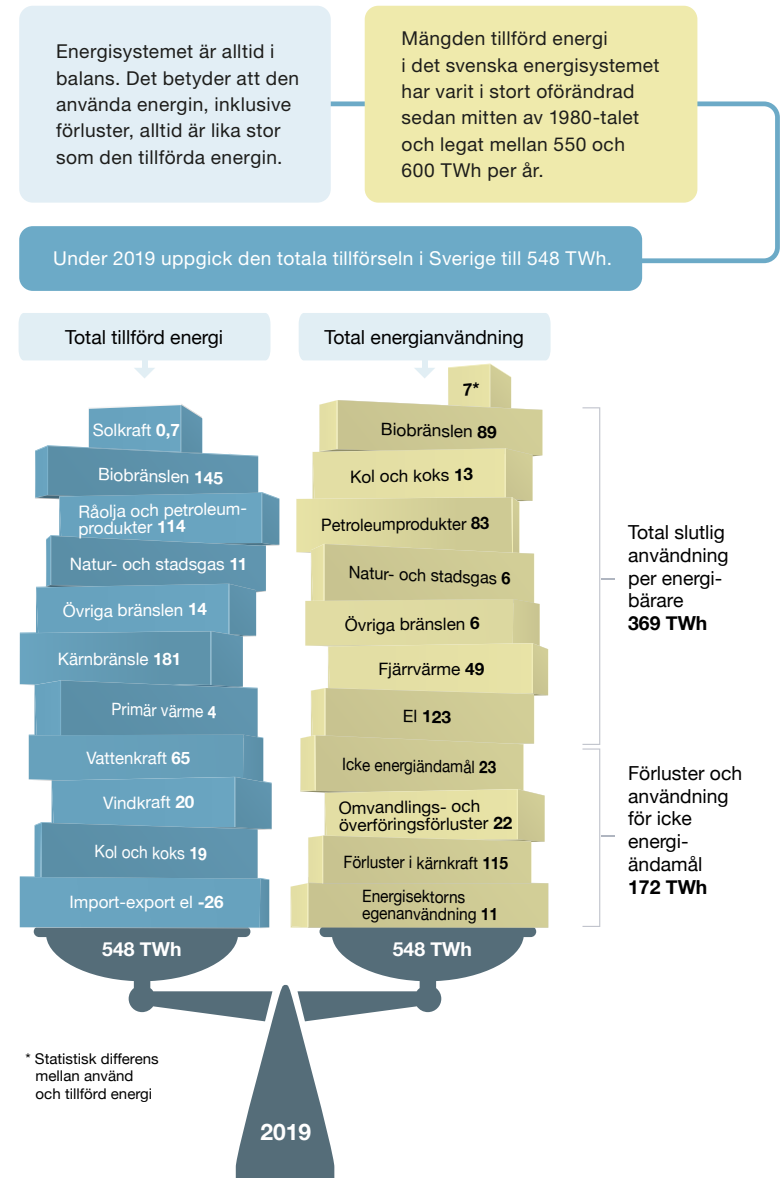 Energisystemet är alltid i
balans. Det betyder att den
använda energin, inklusive
förluster, alltid är lika stor
som den tillförda energin.
Mängden tillförd energi
i det svenska energisystemet
har varit i stort oförändrad
sedan mitten av 1980-talet
och legat mellan 550 och
600 TWh per år.
Under 2019 uppgick den totala tillförseln i Sverige till 548 TWh.
Total tillförd energi
Solkraft 0,7
Biobränslen 145
Råolja och petroleum-
produkter 114
Natur- och stadsgas 11
Övriga bränslen 14
Kärnbränsle 181
Primär värme 4
Vattenkraft 65
Vindkraft 20
Kol och koks 19
Import-export el -26
548 TWh
Total energianvändning
7*
Biobränslen 89
Kol och koks 13
Petroleumprodukter 83
Natur- och stadsgas 6
Övriga bränslen 6
Fjärrvärme 49
El 123
Icke energiändamål 23
Omvandlings- och
överföringsförluster 22
Förluster i kärnkraft 115
Energisektorns
egenanvändning 11
548 TWh
Total slutlig
användning
per energi-
bärare
369 TWh
Förluster och
användning
för icke
energi-
ändamål
172 TWh
* Statistisk differens
mellan använd
och tillförd energi
2019